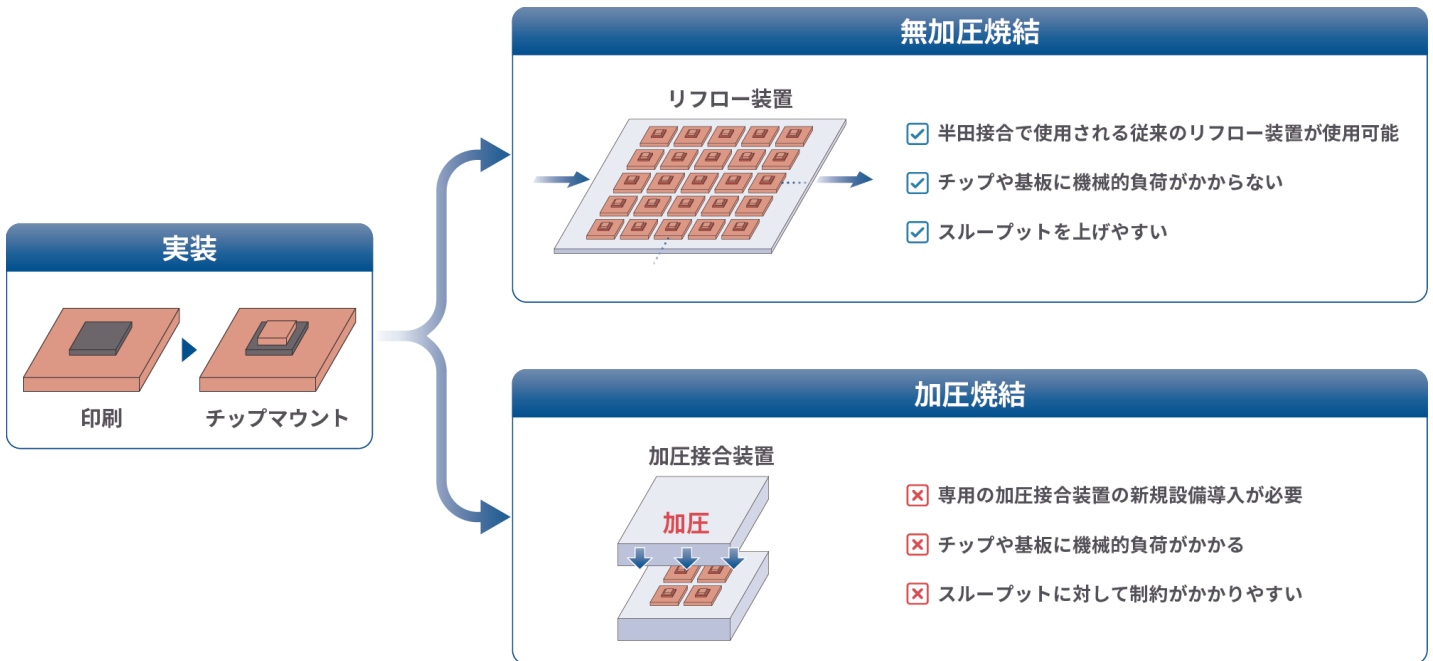 実装
印刷
チップマウント
無加圧焼結
リフロー装置
半田接合で使用される従来のリフロー装置が使用可能
チップや基板に機械的負荷がかからない
スループットを上げやすい
加圧焼結
加圧接合装置
加圧
専用の加圧接合装置の新規設備導入が必要
チップや基板に機械的負荷がかかる
スループットに対して制約がかかりやすい